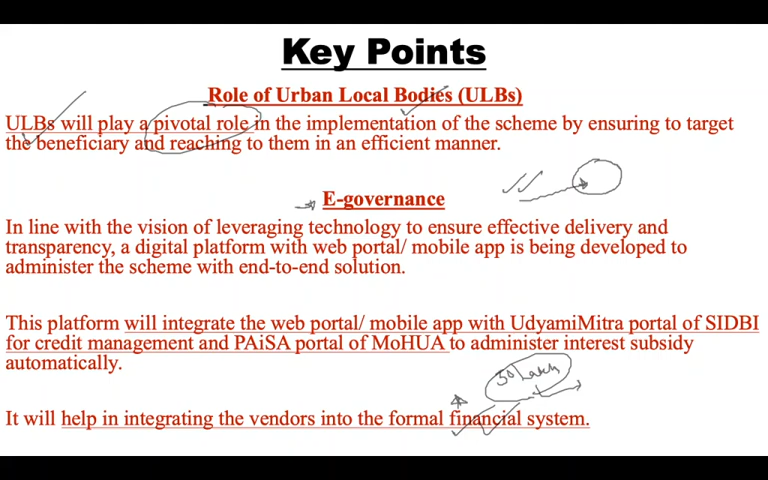 Key Points
Role of Urban Local Bodies (ULBs)
ULBs will play a pivotal role in the implementation of the scheme by ensuring to target
the beneficiary and reaching to them in an efficient manner.
E-governance
In line with the vision of leveraging technology to ensure effective delivery and
transparency, a digital platform with web portal/ mobile app is being developed to
administer the scheme with end-to-end solution.
This platform will integrate the web portal/ mobile app with UdyamiMitra portal of SIDBI
for credit management and PAiSA portal of MoHUA to administer interest subsidy
automatically.
50 Lakh
It will help in integrating the vendors into the formal financial system.